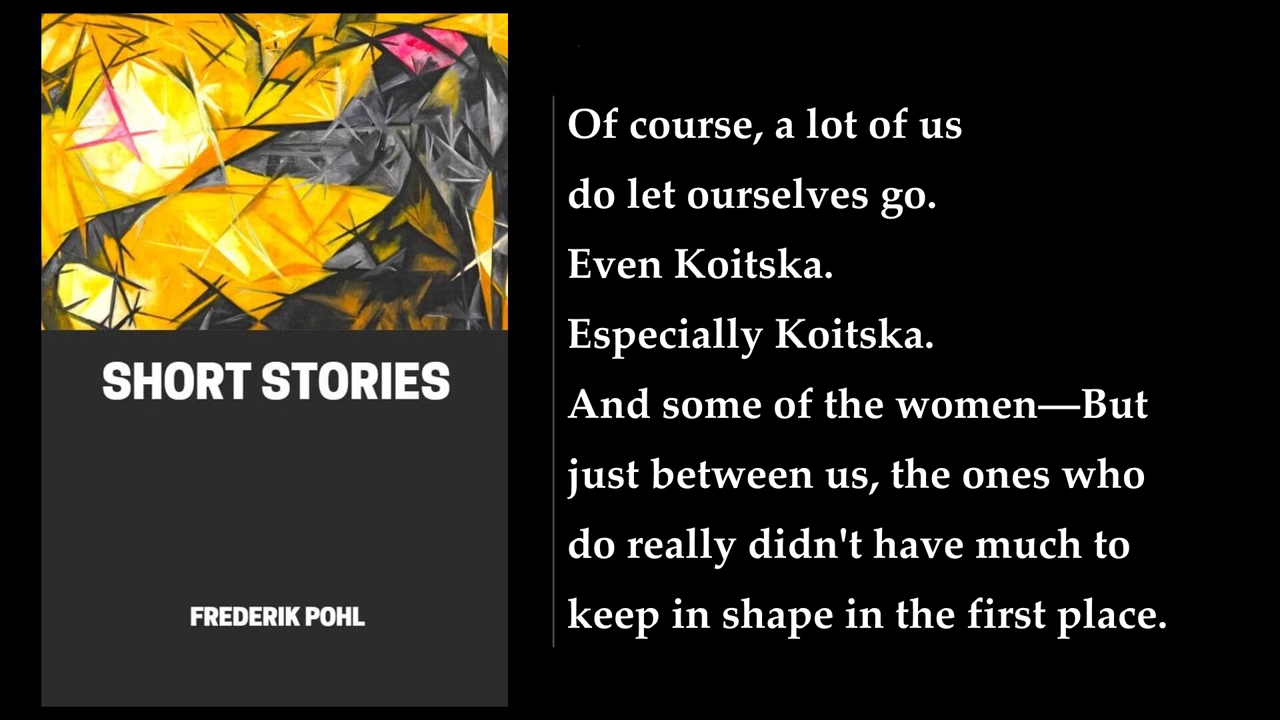 SHORT STORIES
FREDERIK POHL
Of course, a lot of us
do let ourselves go.
Even Koitska.
Especially Koitska.
And some of the women—But
just between us, the ones who
do really didn't have much to
keep in shape in the first place.